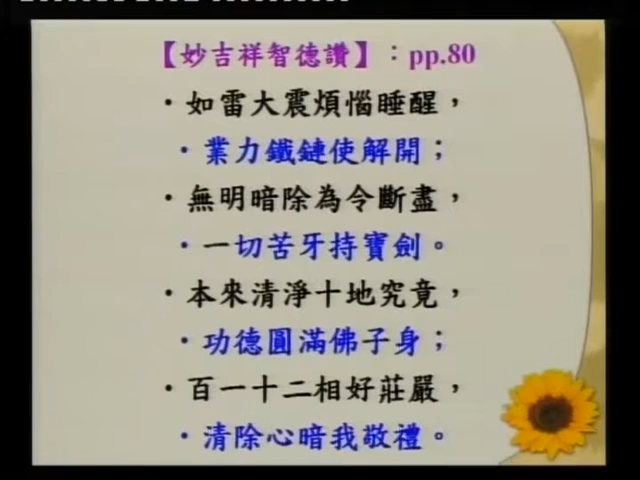 【妙吉祥智德讚】：pp.80
·如雷大震煩惱睡醒，
·業力鐵鏈使解開；
·無明暗除為令斷盡，
·一切苦牙持寶劍。
·本來清淨十地究竟，
·功德圓滿佛子身；
·百一十二相好莊嚴，
·清除心暗我敬禮。